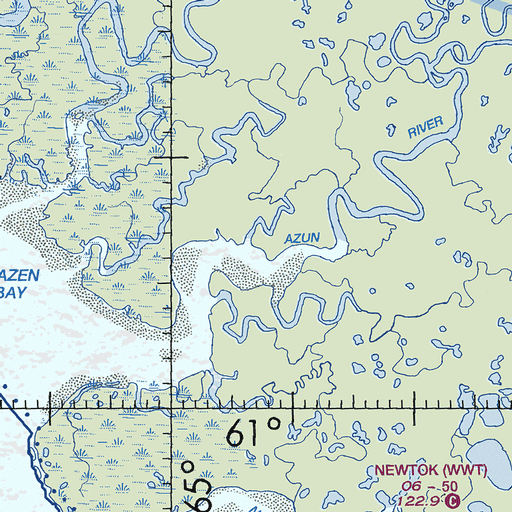 RIVER
AZUN
AZEN
BAY
61°
65°
NEWTOK (WWT)
06 - 50
122.9 C